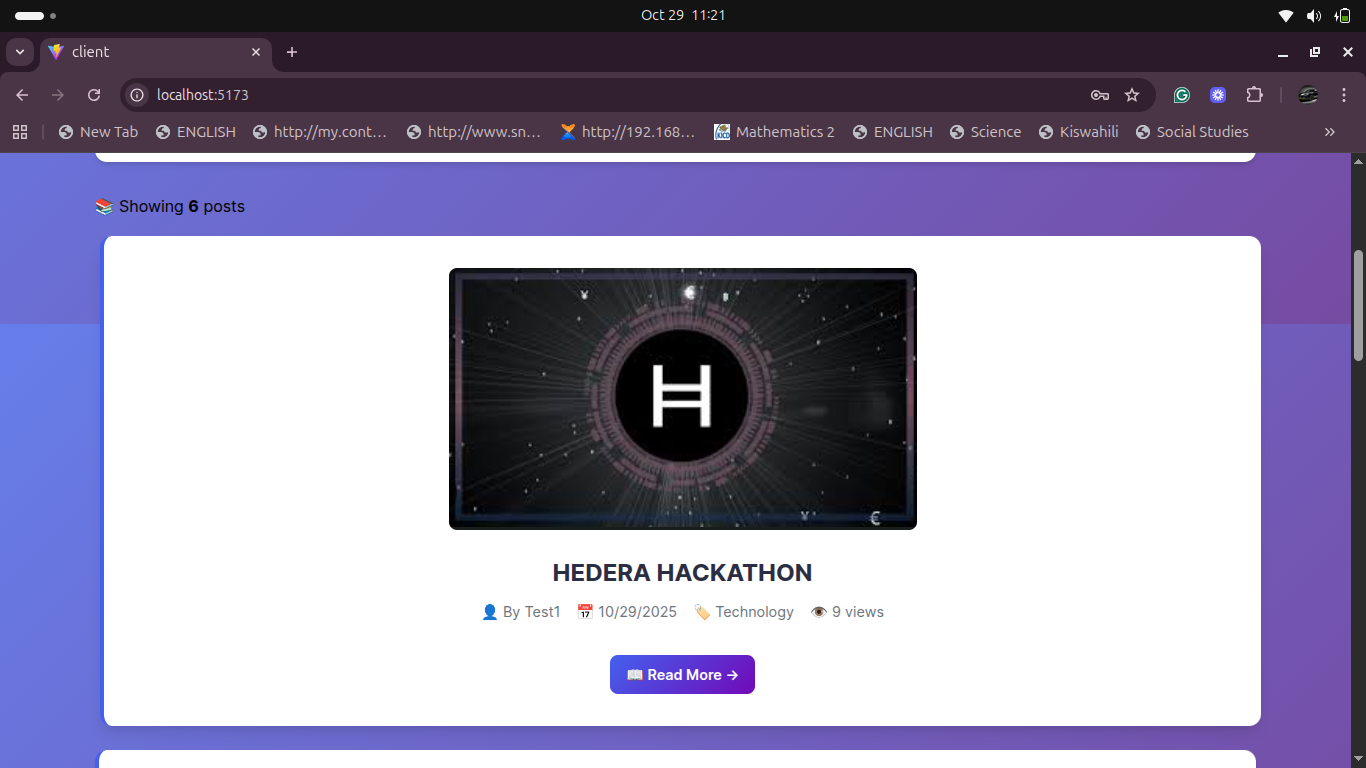 Oct 29 11:21
client
localhost:5173
New Tab ENGLISH http://my.cont... http://www.sn... http://192.168... Mathematics 2 ENGLISH Science Kiswahili Social Studies »
📚 Showing 6 posts
H
HEDERA HACKATHON
👤 By Test1 📅 10/29/2025 🏷️ Technology 👁️ 9 views
📖 Read More →